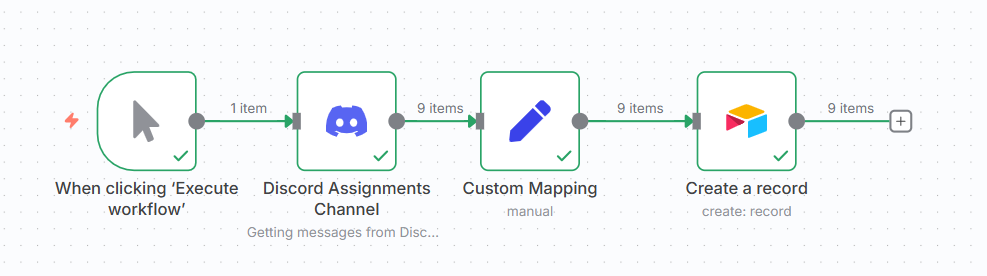 1 item
9 items
9 items
9 items
When clicking ‘Execute
workflow’
Discord Assignments
Channel
Getting messages from Disc...
Custom Mapping
manual
Create a record
create: record